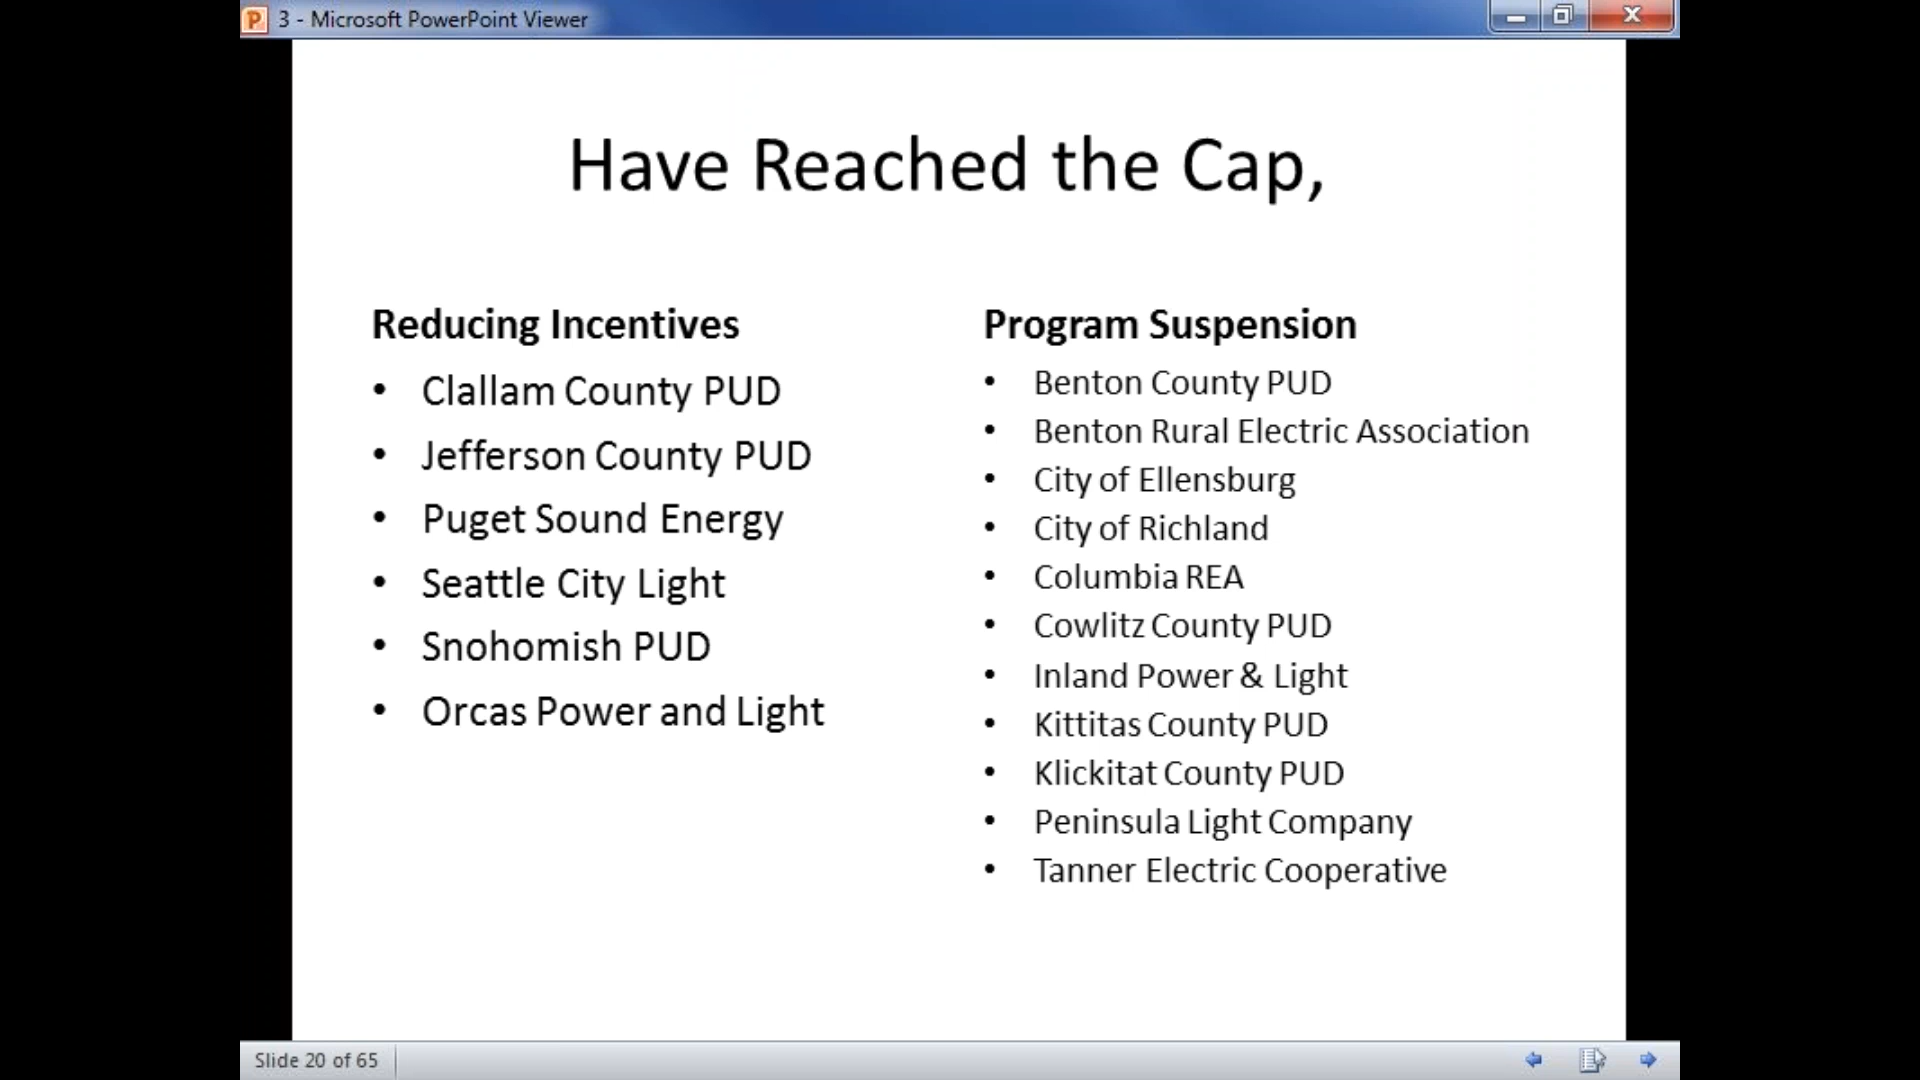 3 - Microsoft PowerPoint Viewer
Have Reached the Cap,
Reducing Incentives
• Clallam County PUD
• Jefferson County PUD
• Puget Sound Energy
• Seattle City Light
• Snohomish PUD
• Orcas Power and Light
Program Suspension
• Benton County PUD
• Benton Rural Electric Association
• City of Ellensburg
• City of Richland
• Columbia REA
• Cowlitz County PUD
• Inland Power & Light
• Kittitas County PUD
• Klickitat County PUD
• Peninsula Light Company
• Tanner Electric Cooperative
Slide 20 of 65